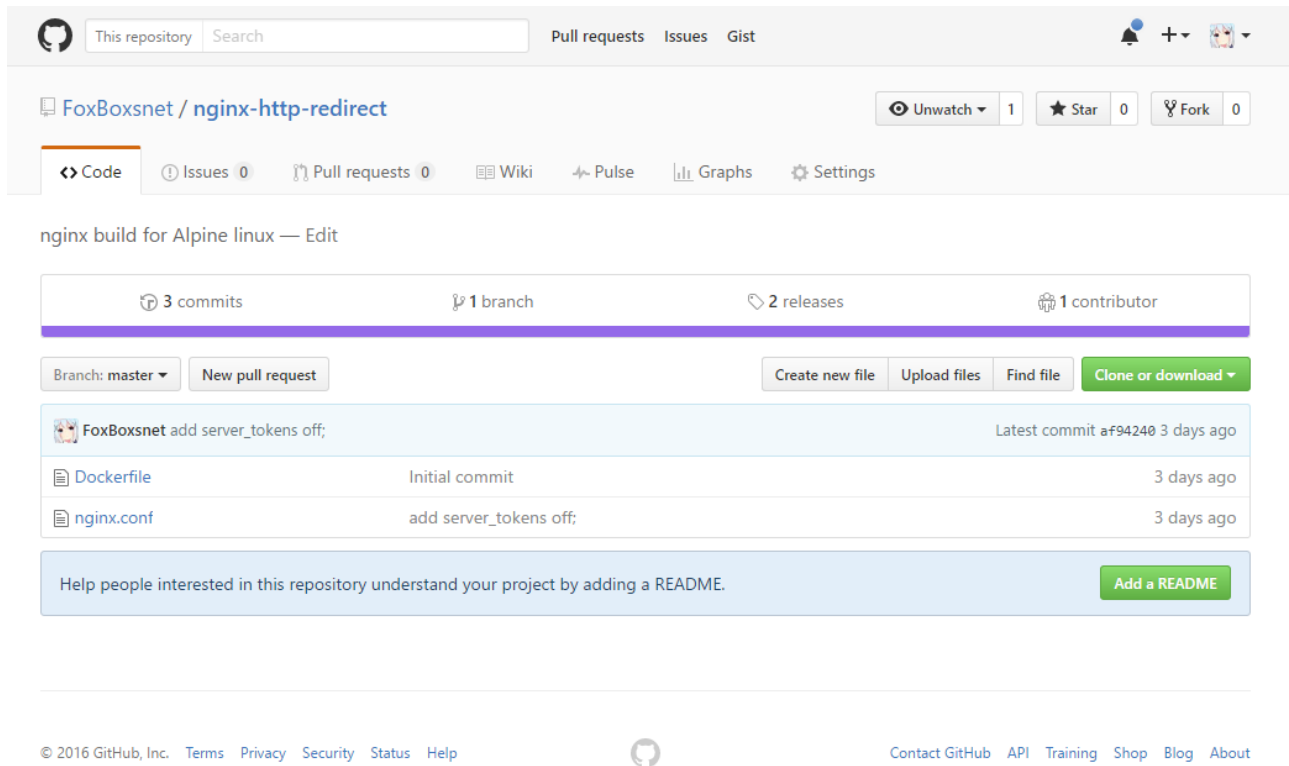 This repository Search Pull requests Issues Gist
FoxBoxsnet / nginx-http-redirect Unwatch 1 Star 0 Fork 0
Code Issues 0 Pull requests 0 Wiki Pulse Graphs Settings
nginx build for Alpine linux — Edit
3 commits 1 branch 2 releases 1 contributor
Branch: master New pull request Create new file Upload files Find file Clone or download
FoxBoxsnet add server_tokens off; Latest commit af94240 3 days ago
Dockerfile Initial commit 3 days ago
nginx.conf add server_tokens off; 3 days ago
Help people interested in this repository understand your project by adding a README. Add a README
© 2016 GitHub, Inc. Terms Privacy Security Status Help Contact GitHub API Training Shop Blog About